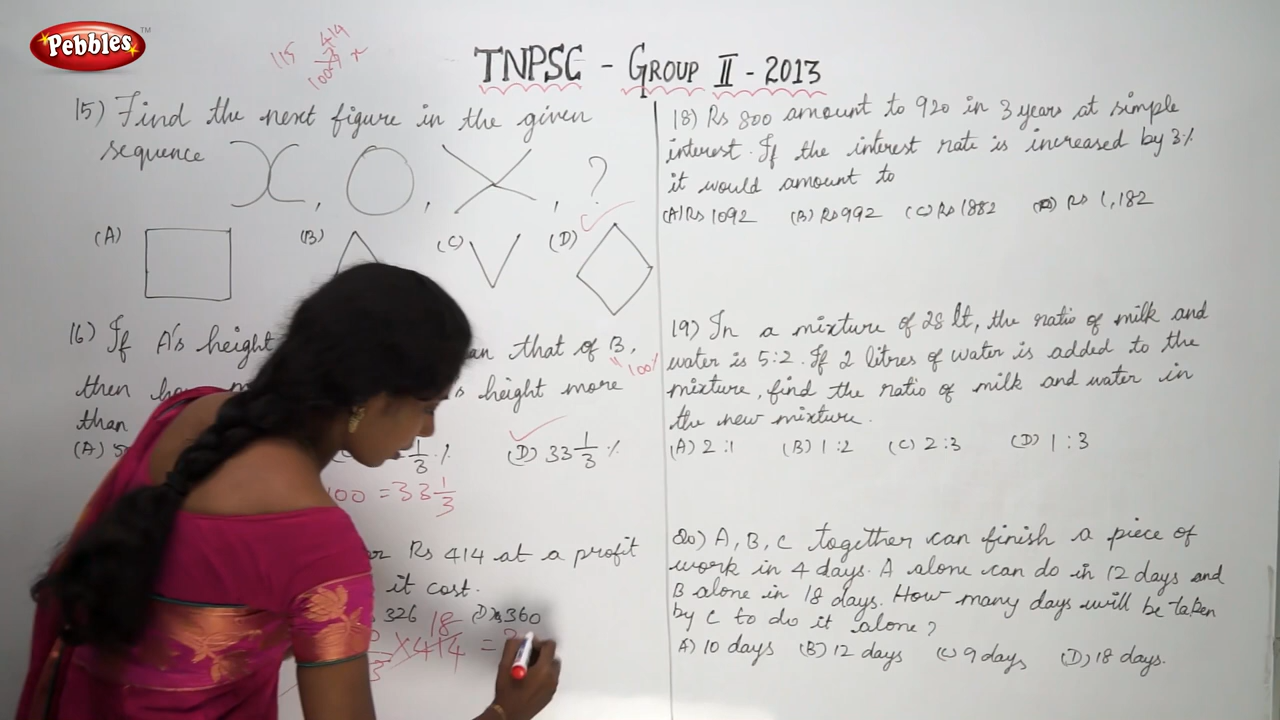 Pebbles
TM
115
414
TNPSC - GROUP II - 2013
15) Find the next figure in the given
sequence
, , , ?
(A) (B) (C) (D)
16) If A's height an that of B,
100%
then more
than
(A) (D) 33 1/3 %
100 = 33 1/3
Rs 414 at a profit
it cost.
326 (D) Rs 360
18
× 414 =
18) Rs 800 amount to 920 in 3 years at simple
interest. If the interest rate is increased by 3%
it would amount to
(A) Rs 1092 (B) Rs 992 (C) Rs 1882 (D) Rs 1,182
19) In a mixture of 28 lt, the ratio of milk and
water is 5:2. If 2 litres of water is added to the
mixture, find the ratio of milk and water in
the new mixture.
(A) 2:1 (B) 1:2 (C) 2:3 (D) 1:3
20) A, B, C together can finish a piece of
work in 4 days. A alone can do in 12 days and
B alone in 18 days. How many days will be taken
by C to do it alone?
A) 10 days (B) 12 days (C) 9 days (D) 18 days.